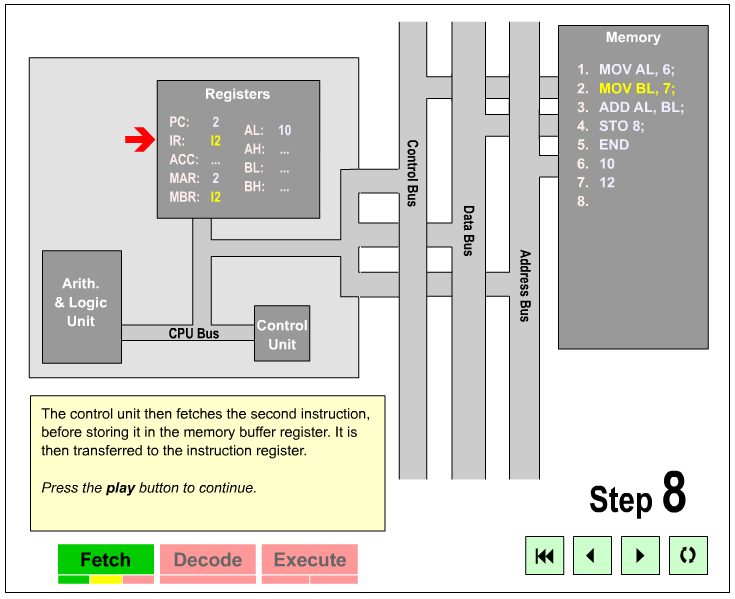 Memory
1. MOV AL, 6;
2. MOV BL, 7;
3. ADD AL, BL;
4. STO 8;
5. END
6. 10
7. 12
8.
Registers
PC: 2
IR: I2
ACC: ...
MAR: 2
MBR: I2
AL: 10
AH: ...
BL: ...
BH: ...
Control Bus
Data Bus
Address Bus
Arith.
& Logic
Unit
CPU Bus
Control
Unit
The control unit then fetches the second instruction,
before storing it in the memory buffer register. It is
then transferred to the instruction register.
Press the play button to continue.
Step 8
Fetch
Decode
Execute